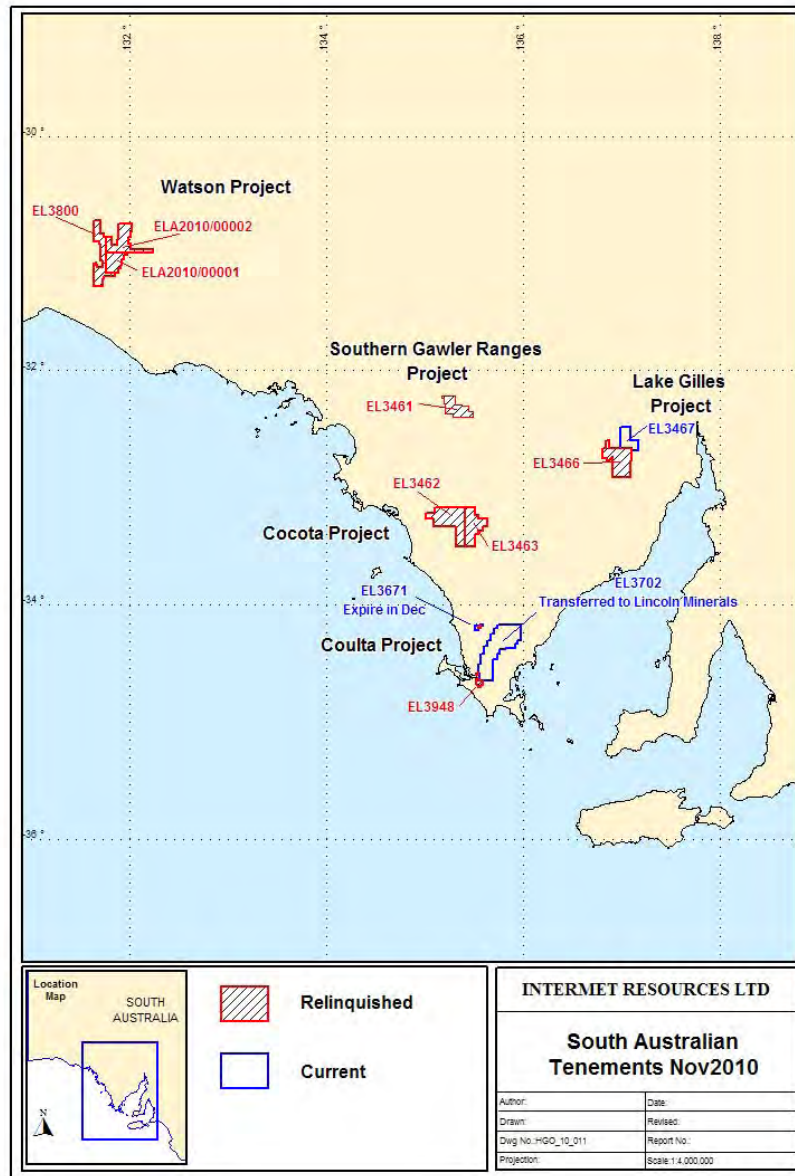 132 °
134 °
136 °
138 °
-30 °
Watson Project
EL3800
ELA2010/00002
ELA2010/00001
-32 °
Southern Gawler Ranges
Project
EL3461
Lake Gilles
Project
EL3467
EL3466
EL3462
Cocota Project
EL3463
EL3671
Expire in Dec
EL3702
Transferred to Lincoln Minerals
-34 °
Coulta Project
EL3948
-36 °
Location
Map
SOUTH
AUSTRALIA
N
Relinquished
Current
INTERMET RESOURCES LTD
South Australian
Tenements Nov2010
Author:
Date:
Drawn:
Revised:
Dwg No.:HGO_10_011
Report No.:
Projection:
Scale:1:4,000,000